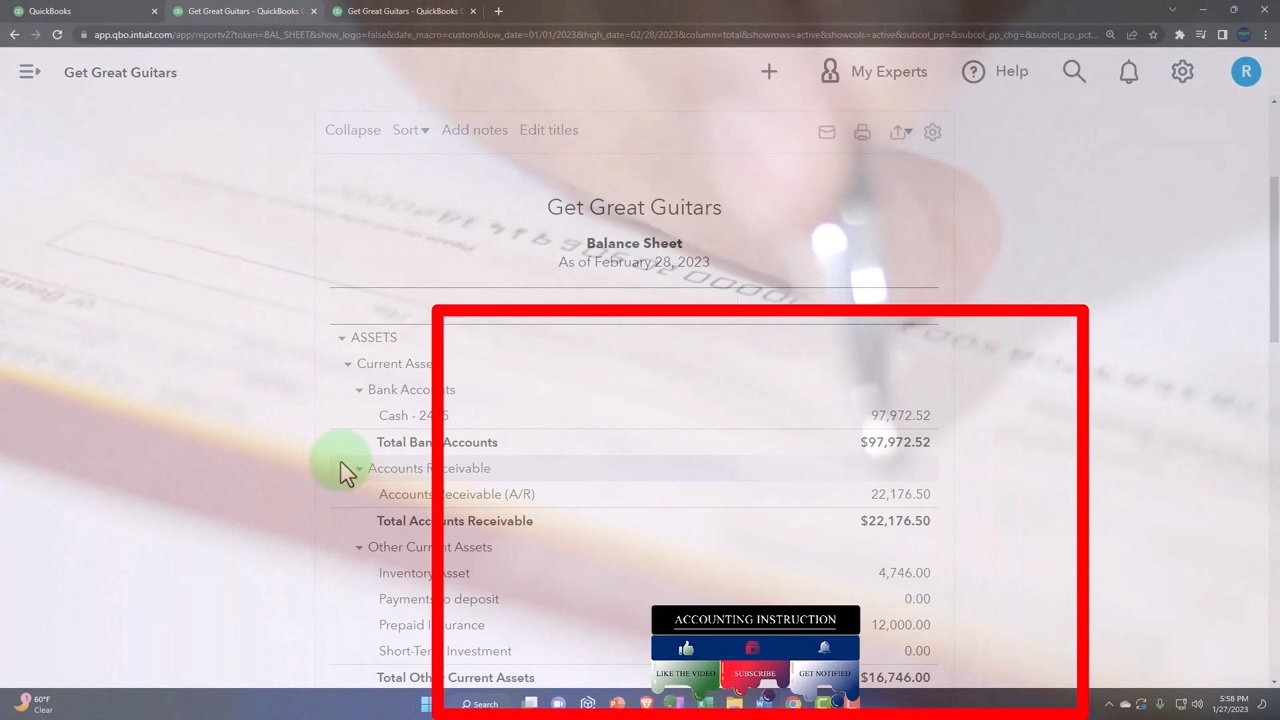 QuickBooks
Get Great Guitars - QuickBooks C
Get Great Guitars - QuickBooks C
app.qbo.intuit.com/app/reportv2?token=BAL_SHEET&show_logo=false&date_macro=custom&low_date=01/01/2023&high_date=02/28/2023&column=total&showrows=active&showcols=active&subcol_pp=&subcol_pp_chg=&subcol_pp_pct...
Get Great Guitars
My Experts
Help
R
Collapse Sort Add notes Edit titles
Get Great Guitars
Balance Sheet
As of February 28, 2023
ASSETS
Current Asse
Bank Accounts
Cash - 24 5 97,972.52
Total Bank Accounts $97,972.52
Accounts Receivable
Accounts Receivable (A/R) 22,176.50
Total Accounts Receivable $22,176.50
Other Current Assets
Inventory Asset 4,746.00
Payments to deposit 0.00
Prepaid Insurance 12,000.00
Short-Term Investment 0.00
Total Other Current Assets $16,746.00
ACCOUNTING INSTRUCTION
LIKE THE VIDEO SUBSCRIBE GET NOTIFIED
60°F
Clear
Search
5:58 PM
1/27/2023